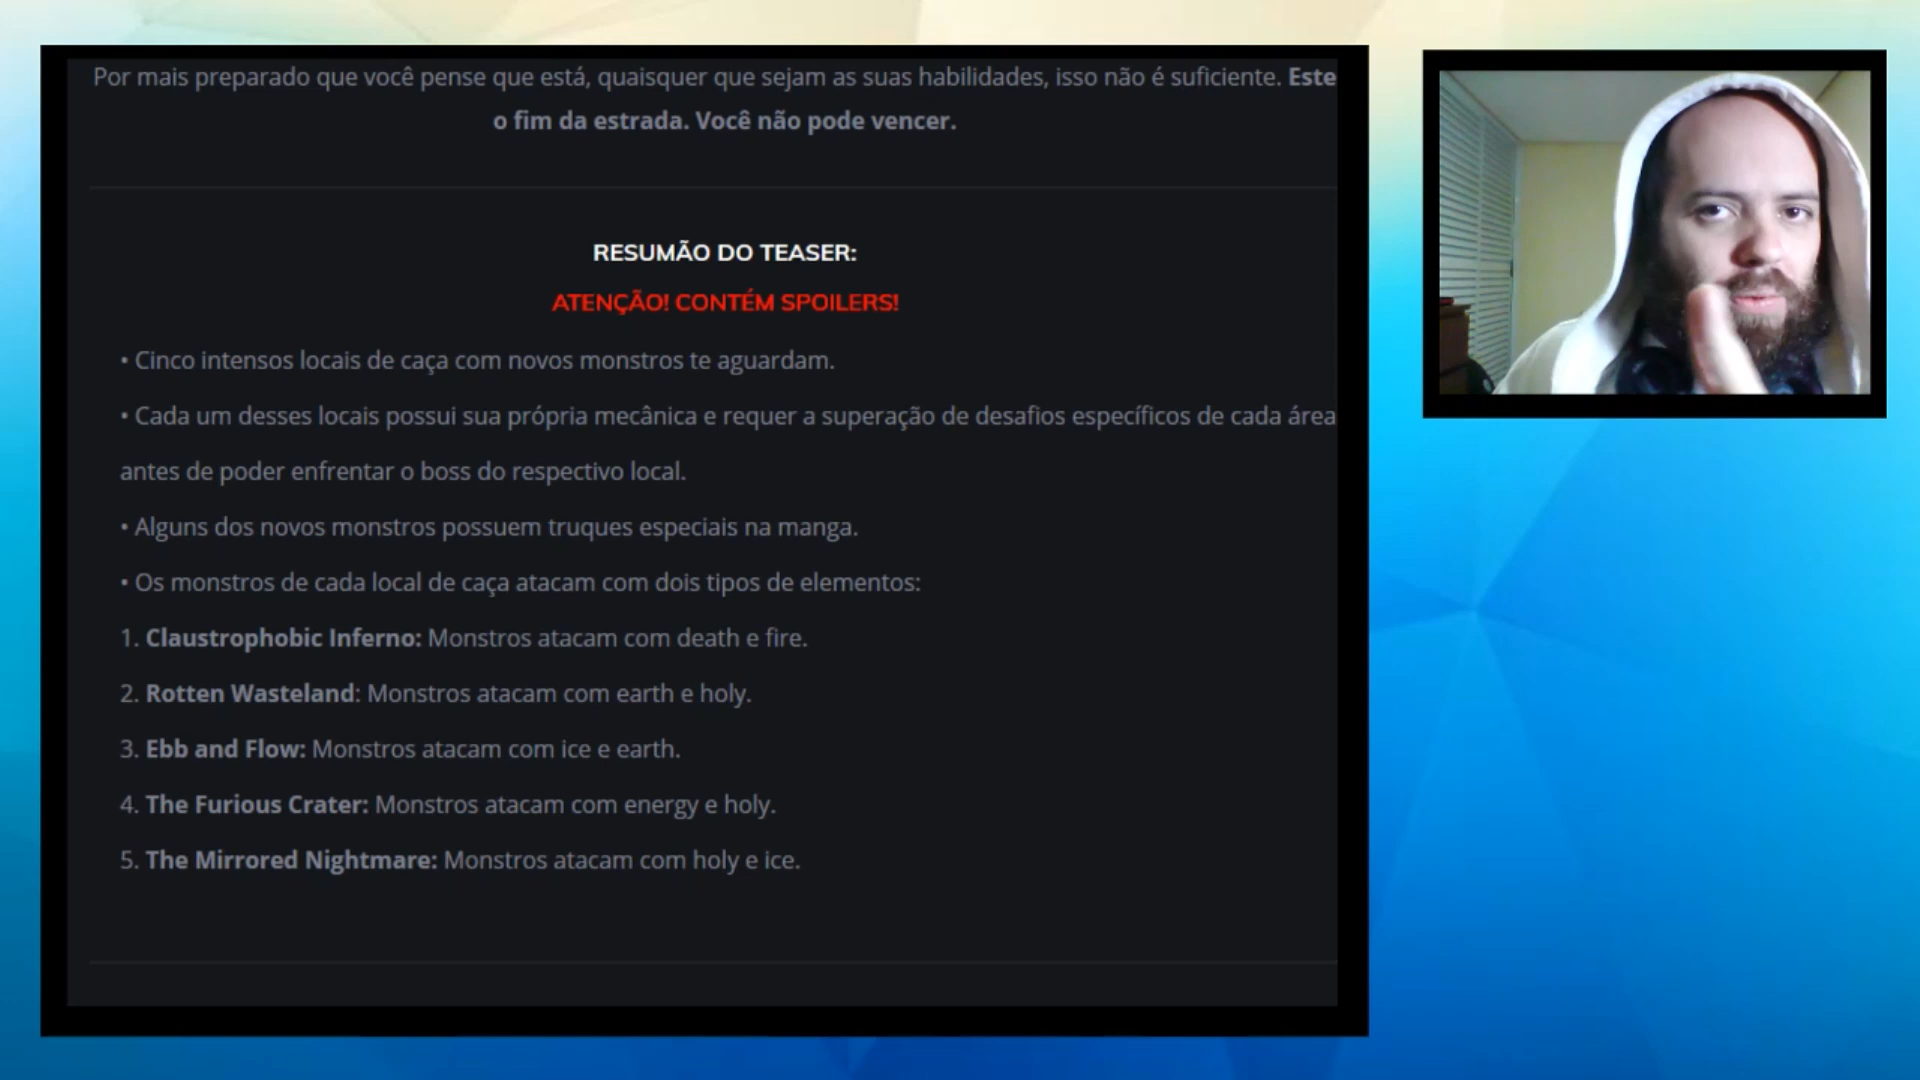 Por mais preparado que você pense que está, quaisquer que sejam as suas habilidades, isso não é suficiente. Este
o fim da estrada. Você não pode vencer.
RESUMÃO DO TEASER:
ATENÇÃO! CONTÉM SPOILERS!
• Cinco intensos locais de caça com novos monstros te aguardam.
• Cada um desses locais possui sua própria mecânica e requer a superação de desafios específicos de cada área
antes de poder enfrentar o boss do respectivo local.
• Alguns dos novos monstros possuem truques especiais na manga.
• Os monstros de cada local de caça atacam com dois tipos de elementos:
1. Claustrophobic Inferno: Monstros atacam com death e fire.
2. Rotten Wasteland: Monstros atacam com earth e holy.
3. Ebb and Flow: Monstros atacam com ice e earth.
4. The Furious Crater: Monstros atacam com energy e holy.
5. The Mirrored Nightmare: Monstros atacam com holy e ice.